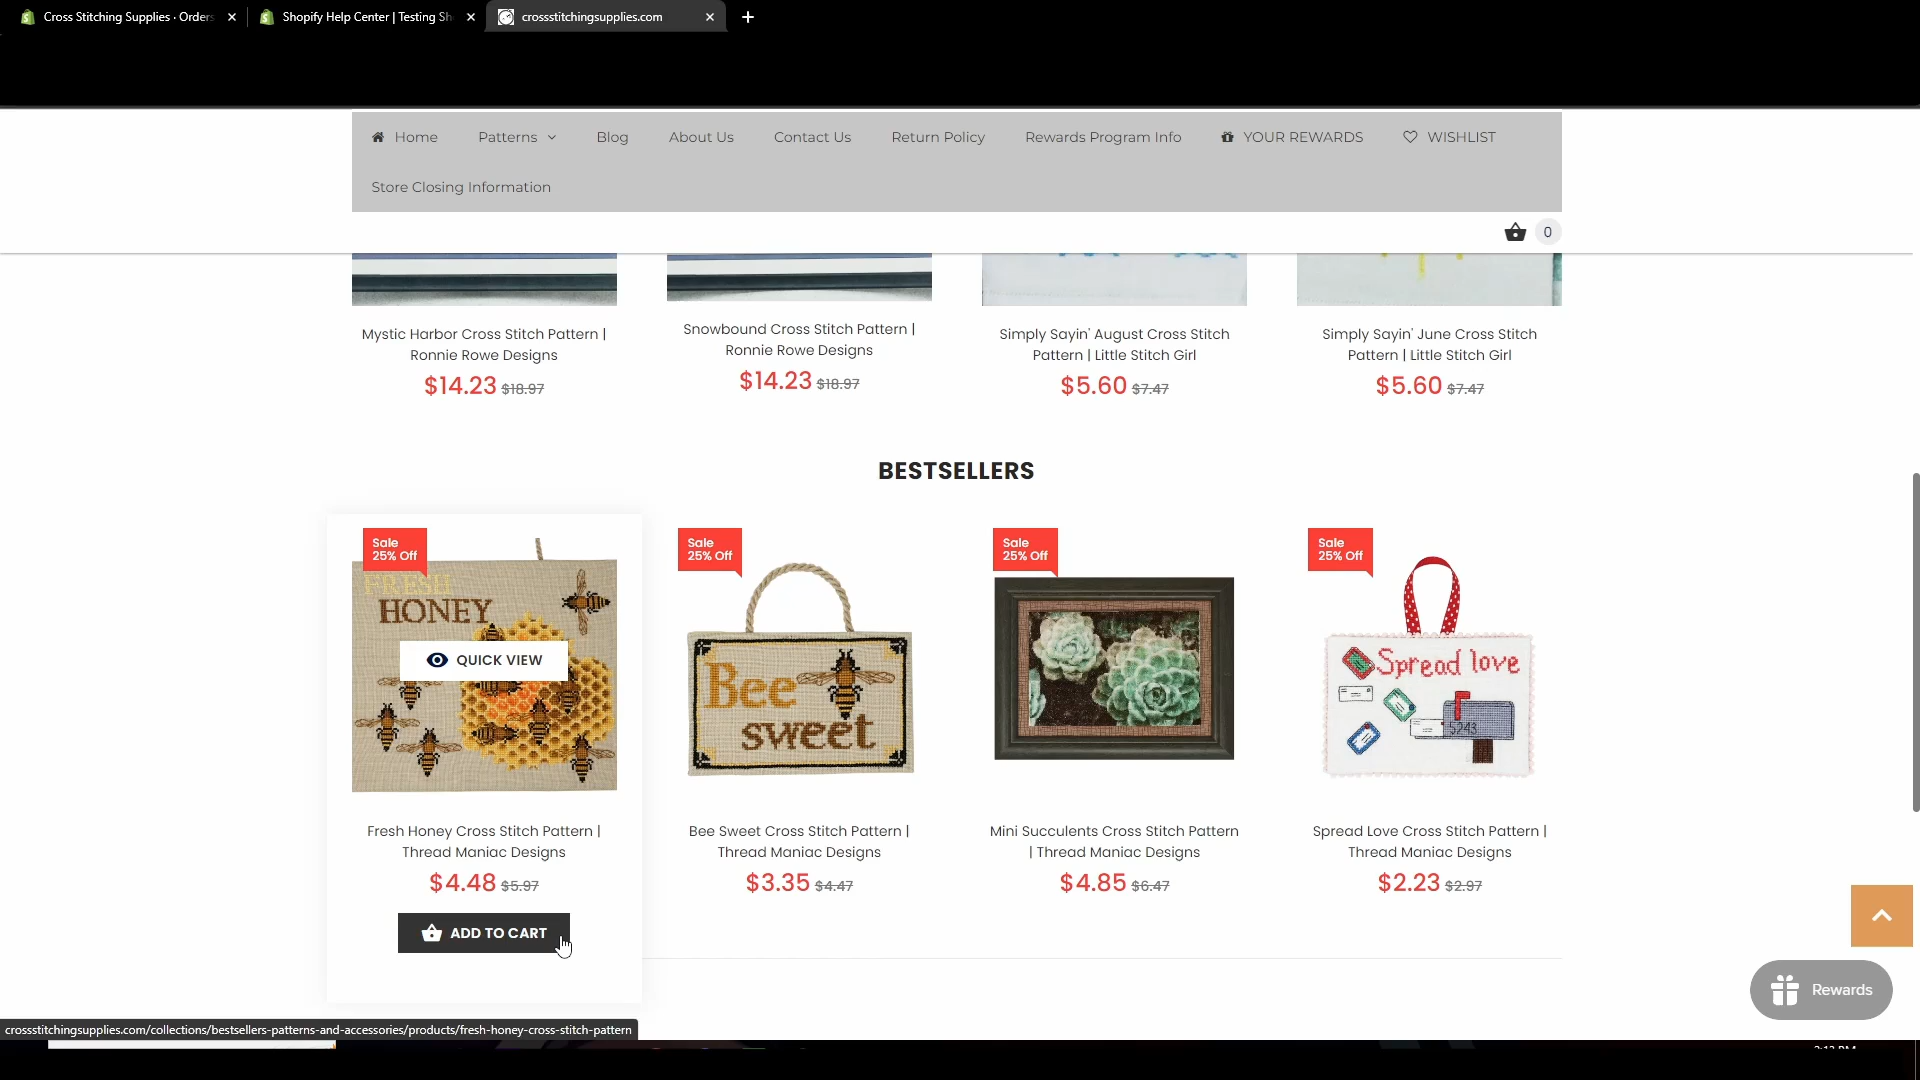 Cross Stitching Supplies · Orders
Shopify Help Center | Testing Sh
crossstitchingsupplies.com
Home
Patterns
Blog
About Us
Contact Us
Return Policy
Rewards Program Info
YOUR REWARDS
WISHLIST
Store Closing Information
0
Mystic Harbor Cross Stitch Pattern |
Ronnie Rowe Designs
$14.23 $18.97
Snowbound Cross Stitch Pattern |
Ronnie Rowe Designs
$14.23 $18.97
Simply Sayin' August Cross Stitch
Pattern | Little Stitch Girl
$5.60 $7.47
Simply Sayin' June Cross Stitch
Pattern | Little Stitch Girl
$5.60 $7.47
BESTSELLERS
Sale
25% Off
FRESH
HONEY
QUICK VIEW
Fresh Honey Cross Stitch Pattern |
Thread Maniac Designs
$4.48 $5.97
ADD TO CART
Sale
25% Off
Bee
sweet
Bee Sweet Cross Stitch Pattern |
Thread Maniac Designs
$3.35 $4.47
Sale
25% Off
Mini Succulents Cross Stitch Pattern
| Thread Maniac Designs
$4.85 $6.47
Sale
25% Off
Spread love
5243
Spread Love Cross Stitch Pattern |
Thread Maniac Designs
$2.23 $2.97
Rewards
crossstitchingsupplies.com/collections/bestsellers-patterns-and-accessories/products/fresh-honey-cross-stitch-pattern